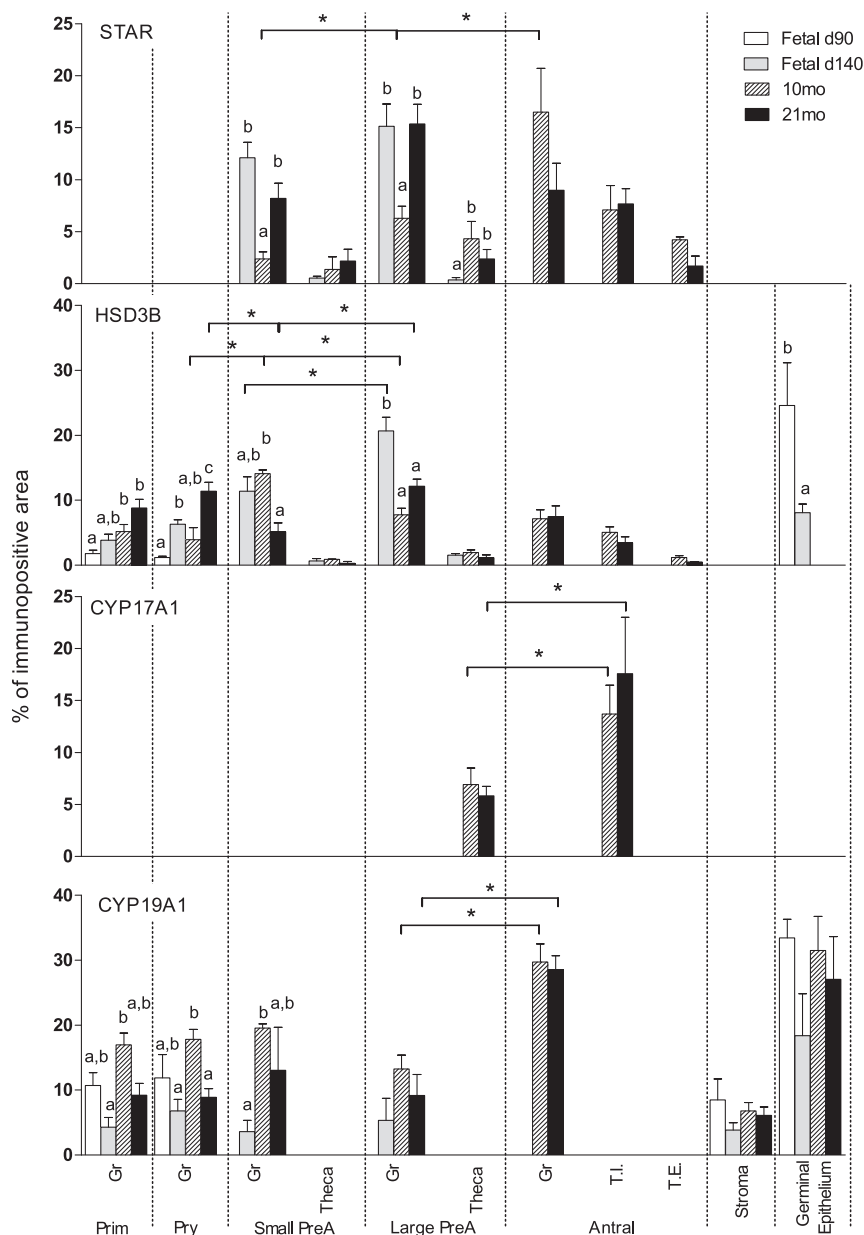 STAR
* *
25
20
15
10
5
0
b b a b b a b a b b
Fetal d90
Fetal d140
10mo
21mo
HSD3B
* *
* *
*
40
30
20
10
0
a a,b b b
a b a,b c
a,b b a
b a a
b a
CYP17A1
*
*
25
20
15
10
5
0
% of immunopositive area
CYP19A1
*
*
40
30
20
10
0
a,b a b a,b
a,b a b a
a b a,b
Gr Gr Gr Theca Gr Theca Gr T.I. T.E. Stroma Germinal Epithelium
Prim Pry Small PreA Large PreA Antral